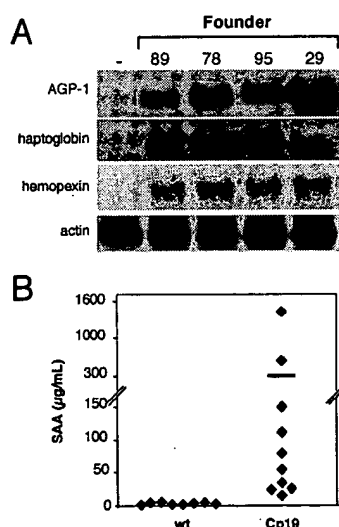 A
Founder
- 89 78 95 29
AGP-1
haptoglobin
hemopexin
actin
B
SAA (µg/mL)
1600
1000
300
150
100
50
0
wt Cp19